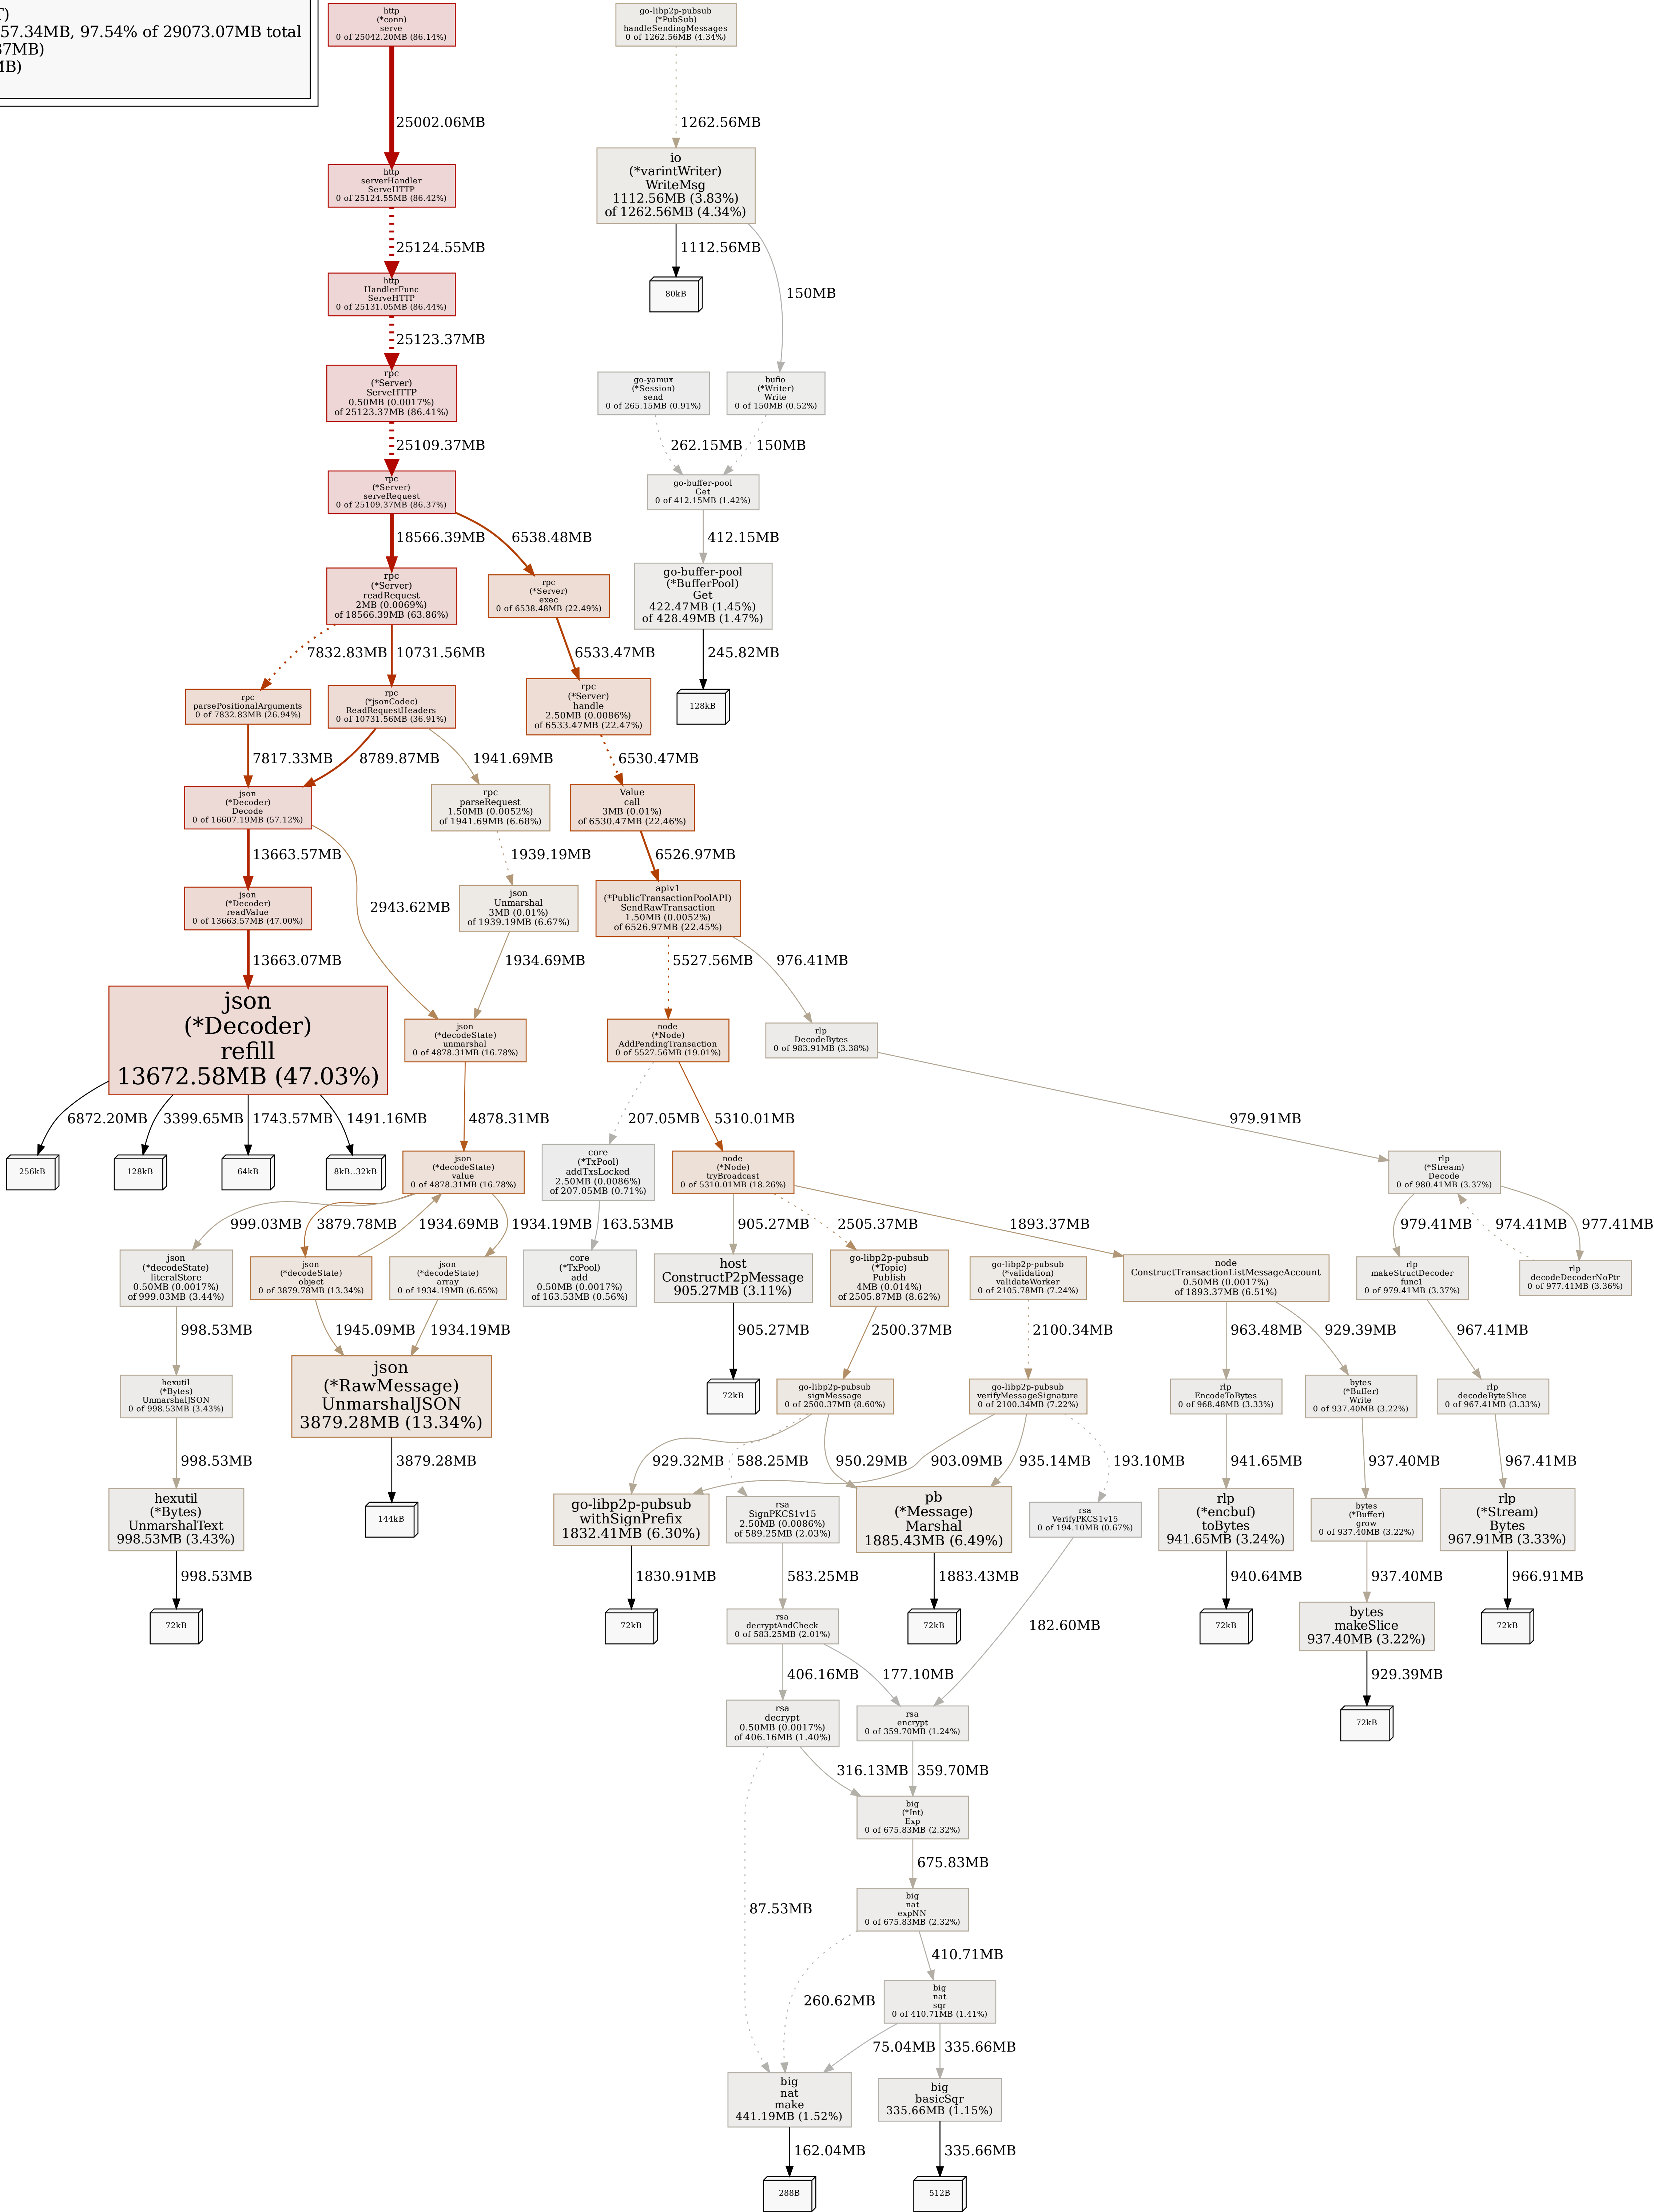 T)
57.34MB, 97.54% of 29073.07MB total
37MB)
MB)
http
(*conn)
serve
0 of 25042.20MB (86.14%)
go-libp2p-pubsub
(*PubSub)
handleSendingMessages
0 of 1262.56MB (4.34%)
25002.06MB
1262.56MB
http
serverHandler
ServeHTTP
0 of 25124.55MB (86.42%)
io
(*varintWriter)
WriteMsg
1112.56MB (3.83%)
of 1262.56MB (4.34%)
25124.55MB
1112.56MB
http
HandlerFunc
ServeHTTP
0 of 25131.05MB (86.44%)
80kB
150MB
25123.37MB
rpc
(*Server)
ServeHTTP
0.50MB (0.0017%)
of 25123.37MB (86.41%)
go-yamux
(*Session)
send
0 of 265.15MB (0.91%)
bufio
(*Writer)
Write
0 of 150MB (0.52%)
25109.37MB
262.15MB
150MB
rpc
(*Server)
serveRequest
0 of 25109.37MB (86.37%)
go-buffer-pool
Get
0 of 412.15MB (1.42%)
18566.39MB
6538.48MB
412.15MB
rpc
(*Server)
readRequest
2MB (0.0069%)
of 18566.39MB (63.86%)
rpc
(*Server)
exec
0 of 6538.48MB (22.49%)
go-buffer-pool
(*BufferPool)
Get
422.47MB (1.45%)
of 428.49MB (1.47%)
7832.83MB
10731.56MB
6533.47MB
245.82MB
rpc
parsePositionalArguments
0 of 7832.83MB (26.94%)
rpc
(*jsonCodec)
ReadRequestHeaders
0 of 10731.56MB (36.91%)
rpc
(*Server)
handle
2.50MB (0.0086%)
of 6533.47MB (22.47%)
128kB
7817.33MB
8789.87MB
1941.69MB
6530.47MB
json
(*Decoder)
Decode
0 of 16607.19MB (57.12%)
rpc
parseRequest
1.50MB (0.0052%)
of 1941.69MB (6.68%)
Value
call
3MB (0.01%)
of 6530.47MB (22.46%)
13663.57MB
2943.62MB
1939.19MB
6526.97MB
json
(*Decoder)
readValue
0 of 13663.57MB (47.00%)
json
Unmarshal
3MB (0.01%)
of 1939.19MB (6.67%)
apiv1
(*PublicTransactionPoolAPI)
SendRawTransaction
1.50MB (0.0052%)
of 6526.97MB (22.45%)
13663.07MB
1934.69MB
5527.56MB
976.41MB
json
(*Decoder)
refill
13672.58MB (47.03%)
json
(*decodeState)
unmarshal
0 of 4878.31MB (16.78%)
node
(*Node)
AddPendingTransaction
0 of 5527.56MB (19.01%)
rlp
DecodeBytes
0 of 983.91MB (3.38%)
6872.20MB
3399.65MB
1743.57MB
1491.16MB
4878.31MB
207.05MB
5310.01MB
979.91MB
256kB
128kB
64kB
8kB..32kB
json
(*decodeState)
value
0 of 4878.31MB (16.78%)
core
(*TxPool)
addTxsLocked
2.50MB (0.0086%)
of 207.05MB (0.71%)
node
(*Node)
tryBroadcast
0 of 5310.01MB (18.26%)
rlp
(*Stream)
Decode
0 of 980.41MB (3.37%)
999.03MB
3879.78MB
1934.69MB
1934.19MB
163.53MB
905.27MB
2505.37MB
1893.37MB
979.41MB
974.41MB
977.41MB
json
(*decodeState)
literalStore
0.50MB (0.0017%)
of 999.03MB (3.44%)
json
(*decodeState)
object
0 of 3879.78MB (13.34%)
json
(*decodeState)
array
0 of 1934.19MB (6.65%)
core
(*TxPool)
add
0.50MB (0.0017%)
of 163.53MB (0.56%)
host
ConstructP2pMessage
905.27MB (3.11%)
go-libp2p-pubsub
(*Topic)
Publish
4MB (0.014%)
of 2505.87MB (8.62%)
go-libp2p-pubsub
(*validation)
validateWorker
0 of 2105.78MB (7.24%)
node
ConstructTransactionListMessageAccount
0.50MB (0.0017%)
of 1893.37MB (6.51%)
rlp
makeStructDecoder
func1
0 of 979.41MB (3.37%)
rlp
decodeDecoderNoPtr
0 of 977.41MB (3.36%)
998.53MB
1945.09MB
1934.19MB
905.27MB
2500.37MB
2100.34MB
963.48MB
929.39MB
967.41MB
hexutil
(*Bytes)
UnmarshalJSON
0 of 998.53MB (3.43%)
json
(*RawMessage)
UnmarshalJSON
3879.28MB (13.34%)
72kB
go-libp2p-pubsub
signMessage
0 of 2500.37MB (8.60%)
go-libp2p-pubsub
verifyMessageSignature
0 of 2100.34MB (7.22%)
rlp
EncodeToBytes
0 of 968.48MB (3.33%)
bytes
(*Buffer)
Write
0 of 937.40MB (3.22%)
rlp
decodeByteSlice
0 of 967.41MB (3.33%)
998.53MB
3879.28MB
929.32MB
588.25MB
950.29MB
903.09MB
935.14MB
193.10MB
941.65MB
937.40MB
967.41MB
hexutil
(*Bytes)
UnmarshalText
998.53MB (3.43%)
144kB
go-libp2p-pubsub
withSignPrefix
1832.41MB (6.30%)
rsa
SignPKCS1v15
2.50MB (0.0086%)
of 589.25MB (2.03%)
pb
(*Message)
Marshal
1885.43MB (6.49%)
rsa
VerifyPKCS1v15
0 of 194.10MB (0.67%)
rlp
(*encbuf)
toBytes
941.65MB (3.24%)
bytes
(*Buffer)
grow
0 of 937.40MB (3.22%)
rlp
(*Stream)
Bytes
967.91MB (3.33%)
998.53MB
1830.91MB
583.25MB
1883.43MB
940.64MB
937.40MB
966.91MB
72kB
72kB
rsa
decryptAndCheck
0 of 583.25MB (2.01%)
72kB
182.60MB
72kB
bytes
makeSlice
937.40MB (3.22%)
72kB
406.16MB
177.10MB
929.39MB
rsa
decrypt
0.50MB (0.0017%)
of 406.16MB (1.40%)
rsa
encrypt
0 of 359.70MB (1.24%)
72kB
316.13MB
359.70MB
big
(*Int)
Exp
0 of 675.83MB (2.32%)
675.83MB
87.53MB
big
nat
expNN
0 of 675.83MB (2.32%)
410.71MB
260.62MB
big
nat
sqr
0 of 410.71MB (1.41%)
75.04MB
335.66MB
big
nat
make
441.19MB (1.52%)
big
basicSqr
335.66MB (1.15%)
162.04MB
335.66MB
288B
512B